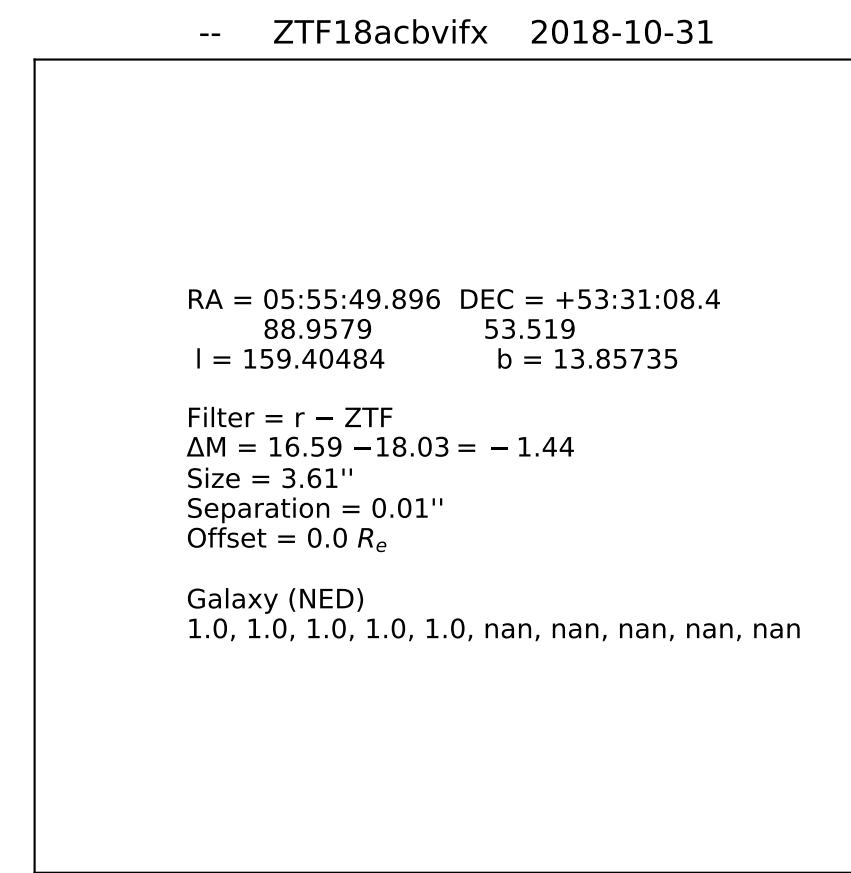 -- ZTF18acbvifx 2018-10-31
RA = 05:55:49.896 DEC = +53:31:08.4
88.9579 53.519
l = 159.40484 b = 13.85735
Filter = r − ZTF
ΔM = 16.59 −18.03 = − 1.44
Size = 3.61''
Separation = 0.01''
Offset = 0.0 Re
Galaxy (NED)
1.0, 1.0, 1.0, 1.0, 1.0, nan, nan, nan, nan, nan